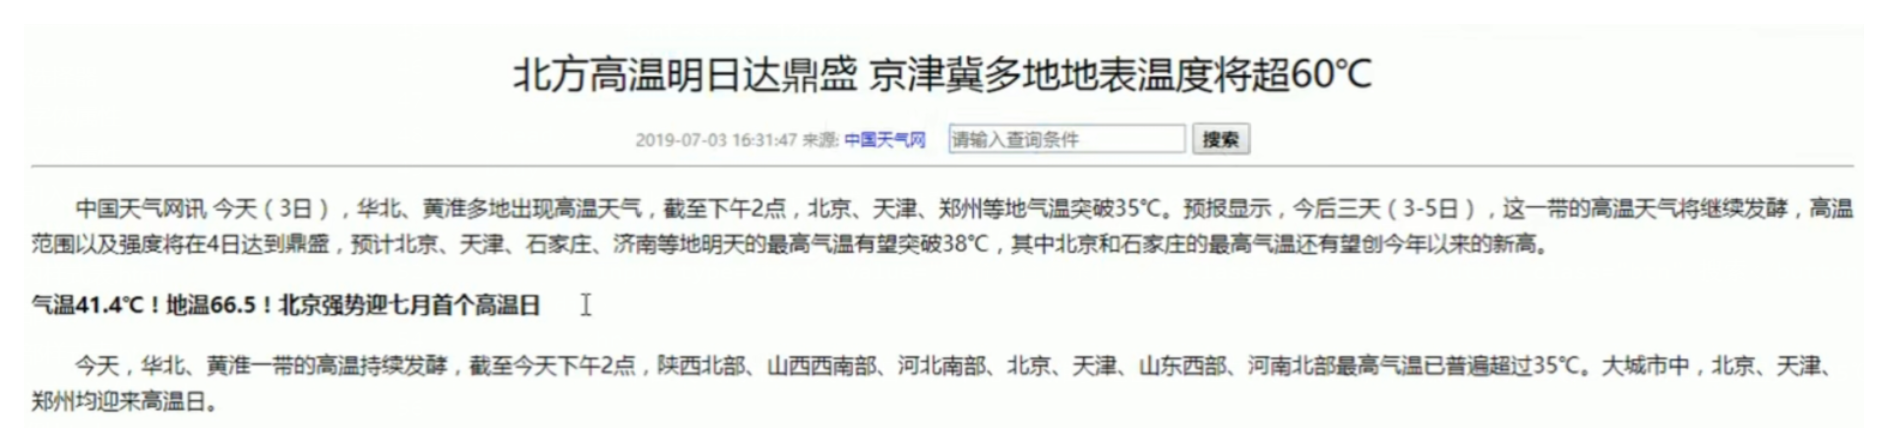 北方高温明日达鼎盛 京津冀多地地表温度将超60℃
2019-07-03 16:31:47 来源: 中国天气网 请输入查询条件 搜索
中国天气网讯 今天（3日），华北、黄淮多地出现高温天气，截至下午2点，北京、天津、郑州等地气温突破35℃。预报显示，今后三天（3-5日），这一带的高温天气将继续发酵，高温
范围以及强度将在4日达到鼎盛，预计北京、天津、石家庄、济南等地明天的最高气温有望突破38℃，其中北京和石家庄的最高气温还有望创今年以来的新高。
气温41.4℃！地温66.5！北京强势迎七月首个高温日
今天，华北、黄淮一带的高温持续发酵，截至今天下午2点，陕西北部、山西西南部、河北南部、北京、天津、山东西部、河南北部最高气温已普遍超过35℃。大城市中，北京、天津、
郑州均迎来高温日。